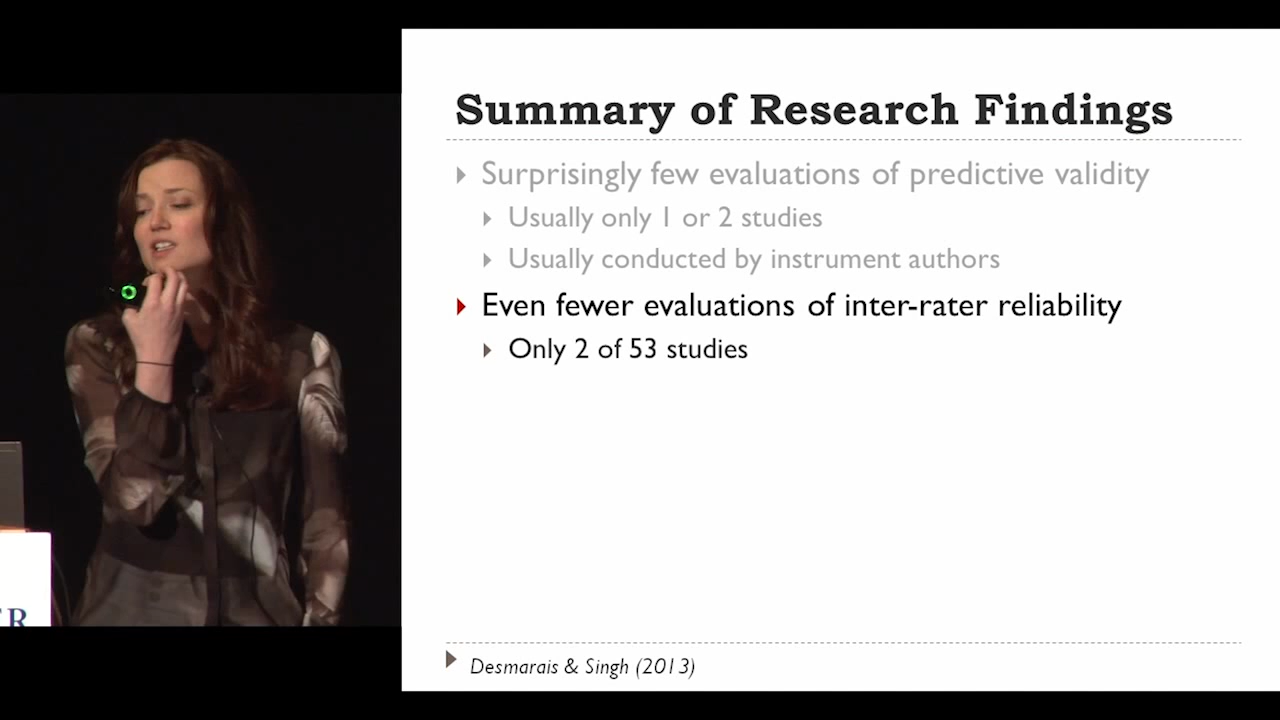 Summary of Research Findings
Surprisingly few evaluations of predictive validity
Usually only 1 or 2 studies
Usually conducted by instrument authors
Even fewer evaluations of inter-rater reliability
Only 2 of 53 studies
Desmarais & Singh (2013)
ER